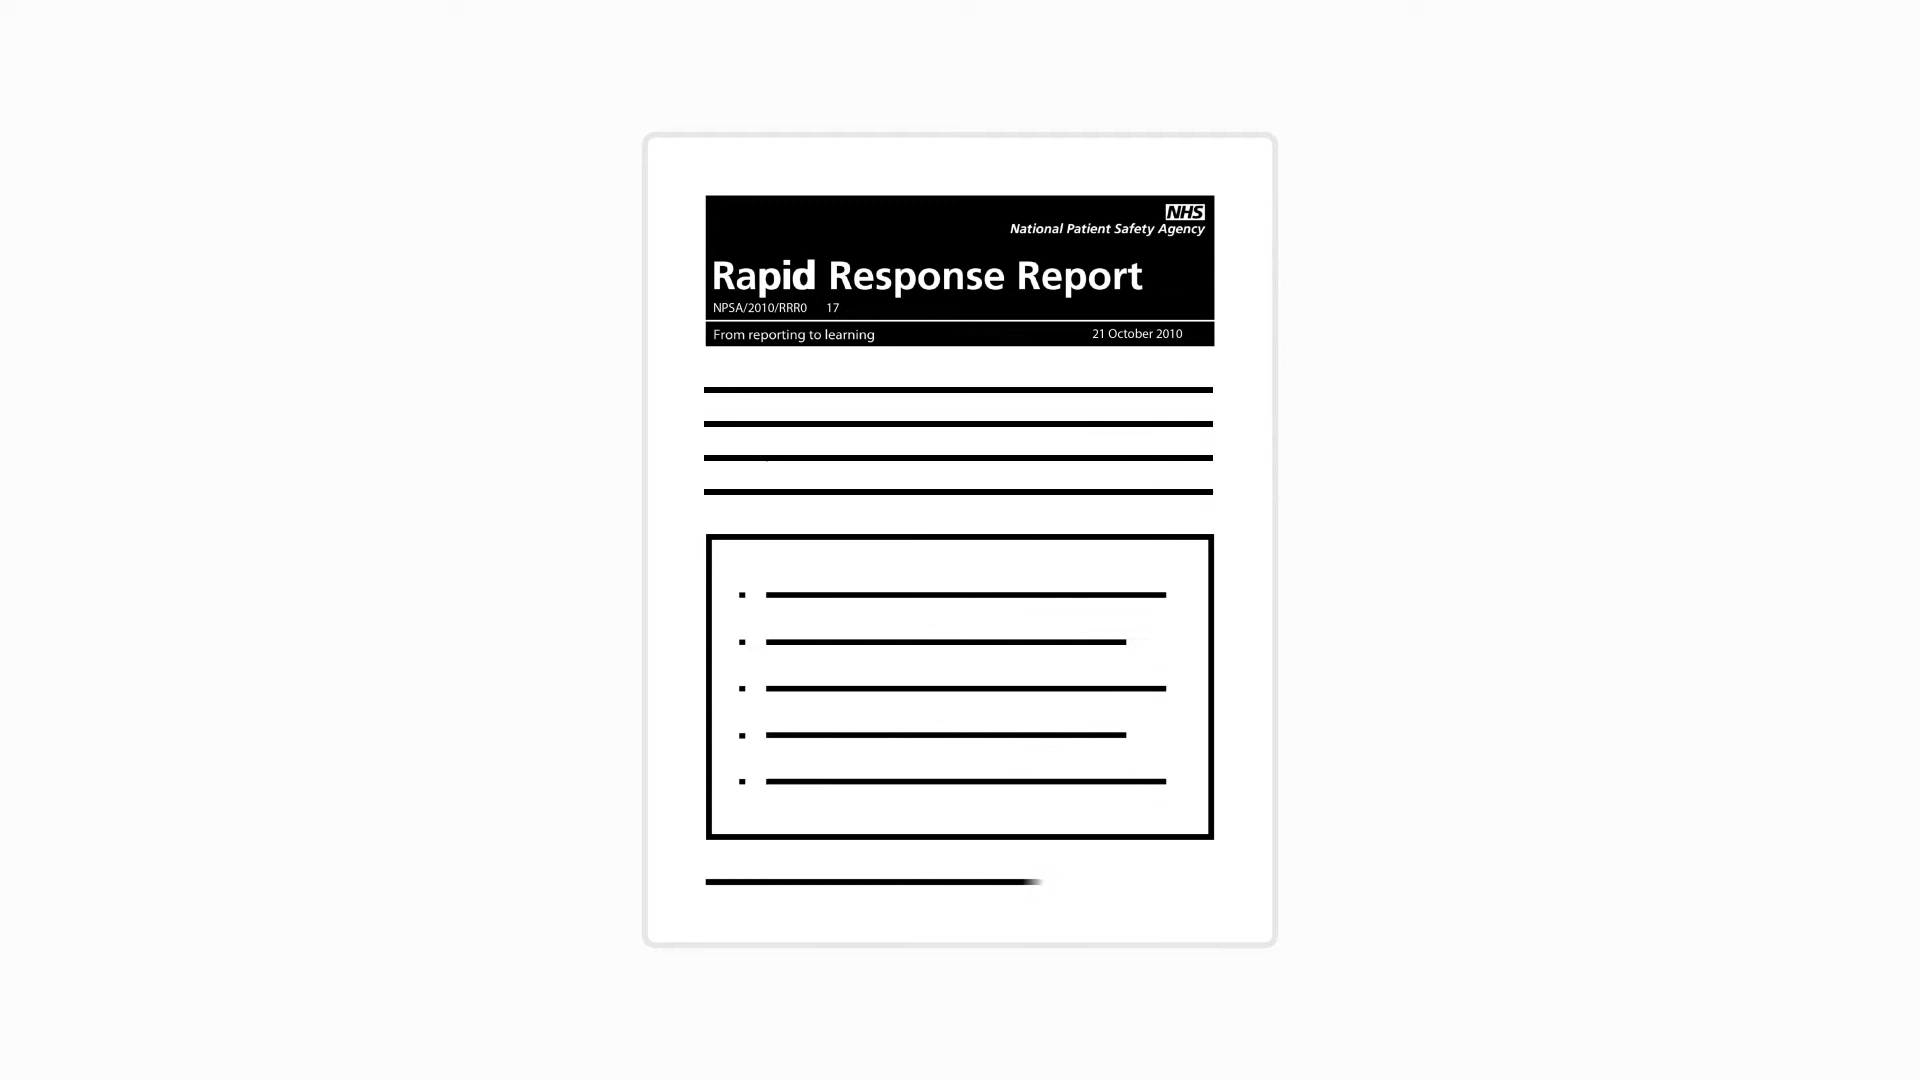 NHS
National Patient Safety Agency
Rapid Response Report
NPSA/2010/RRR0 17
From reporting to learning 21 October 2010